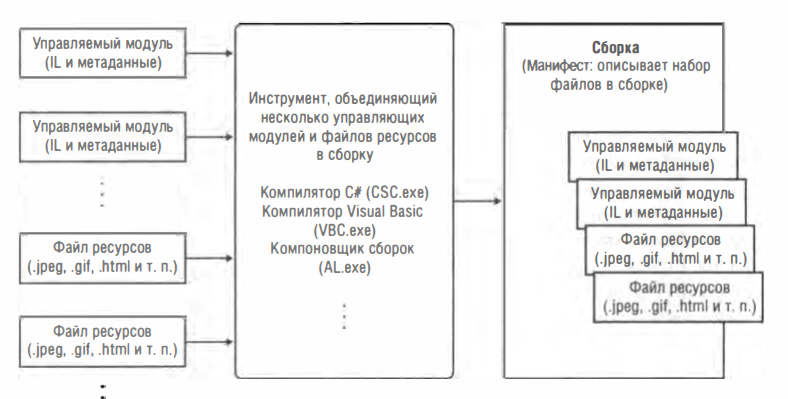 Управляемый модуль
(IL и метаданные)
Управляемый модуль
(IL и метаданные)
Файл ресурсов
(.jpeg, .gif, .html и т. п.)
Файл ресурсов
(.jpeg, .gif, .html и т. п.)
Инструмент, объединяющий
несколько управляющих
модулей и файлов ресурсов
в сборку
Компилятор C# (CSC.exe)
Компилятор Visual Basic
(VBC.exe)
Компоновщик сборок
(AL.exe)
Сборка
(Манифест: описывает набор
файлов в сборке)
Управляемый модуль
(IL и метаданные)
Управляемый модуль
(IL и метаданные)
Файл ресурсов
(.jpeg, .gif, .html и т. п.)
Файл ресурсов
(.jpeg, .gif, .html и т. п.)